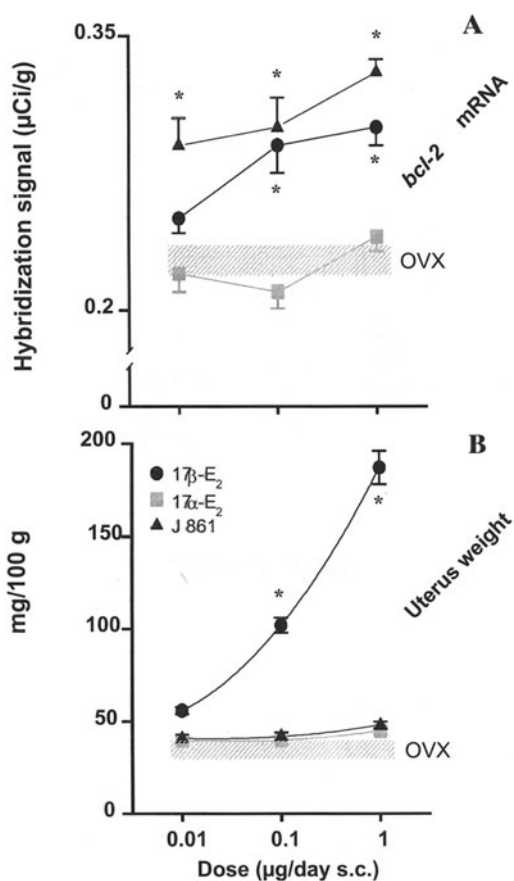 A
0.35
*
*
*
*
*
bcl-2
mRNA
Hybridization signal (µCi/g)
OVX
0.2
0
B
200
17β-E2
17α-E2
J 861
*
*
150
Uterus weight
mg/100 g
100
50
OVX
0
0.01
0.1
1
Dose (µg/day s.c.)